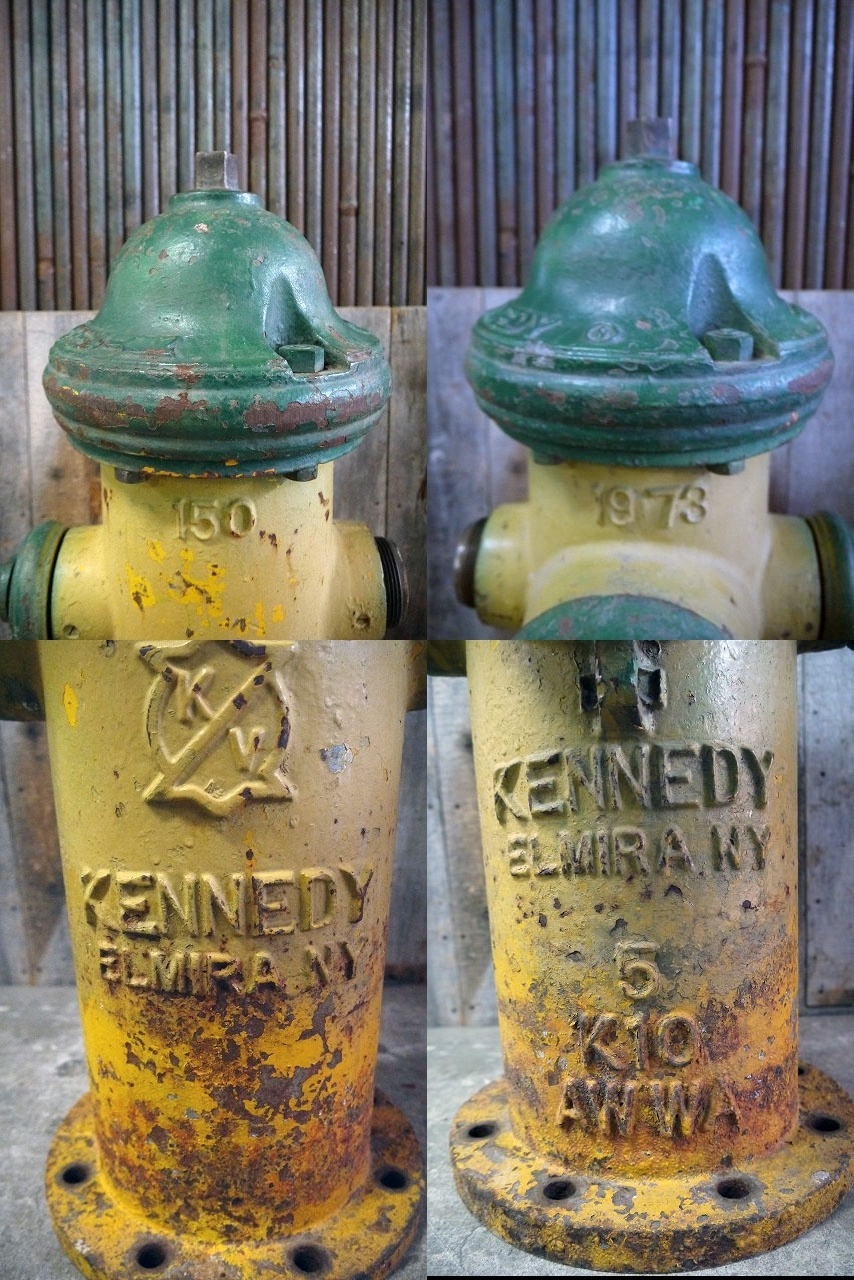 150
1973
K
V
KENNEDY
ELMIRA NY
KENNEDY
ELMIRA NY
5
K10
AWWA